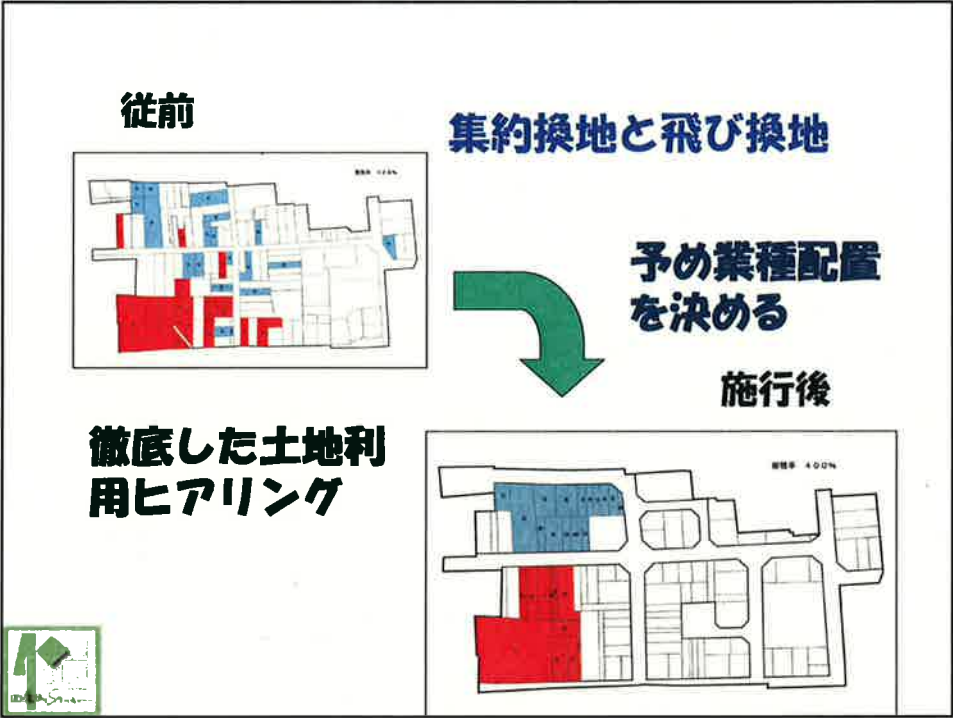 従前
集約換地と飛び換地
予め業種配置
を決める
施行後
徹底した土地利
用ヒアリング
４００％